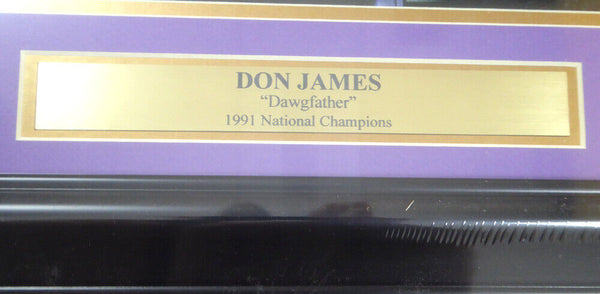 DON JAMES
“Dawgfather”
1991 National Champions